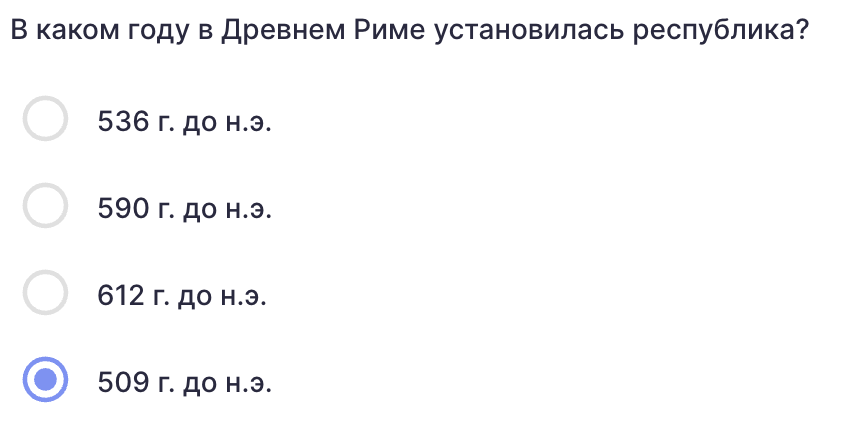 В каком году в Древнем Риме установилась республика?
536 г. до н.э.
590 г. до н.э.
612 г. до н.э.
509 г. до н.э.